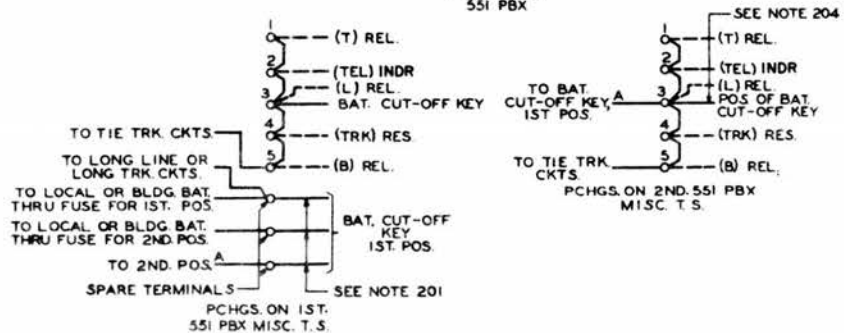 551 PBX
1
(T) REL.
2
(TEL) INDR
(L) REL.
3
BAT. CUT-OFF KEY
4
(TRK) RES.
TO TIE TRK. CKTS.
5
(B) REL.
TO LONG LINE OR
LONG TRK. CKTS.
TO LOCAL OR BLDG. BAT.
THRU FUSE FOR 1ST. POS.
TO LOCAL OR BLDG. BAT.
THRU FUSE FOR 2ND. POS.
TO 2ND. POS.
A
SPARE TERMINALS
BAT. CUT-OFF
KEY
1ST. POS.
SEE NOTE 201
PCHGS. ON 1ST.
551 PBX MISC. T. S.
SEE NOTE 204
1
(T) REL.
2
(TEL) INDR
(L) REL.
TO BAT.
CUT-OFF KEY,
1ST POS.
A
3
POS OF BAT.
CUT-OFF KEY
4
(TRK) RES.
TO TIE TRK.
CKTS.
5
(B) REL.
PCHGS. ON 2ND. 551 PBX
MISC. T. S.